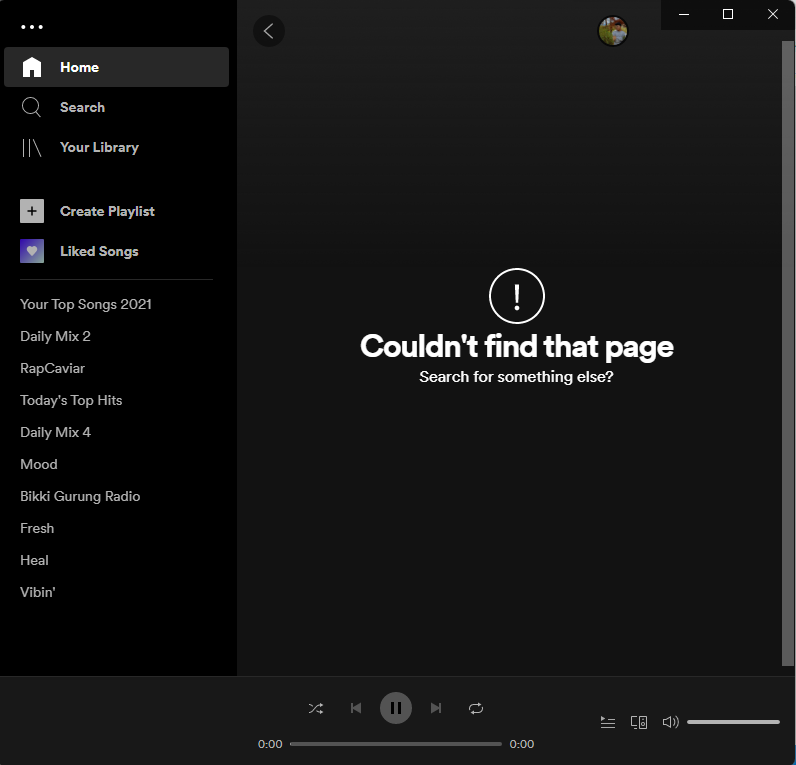 Home
Search
Your Library
Create Playlist
Liked Songs
Your Top Songs 2021
Daily Mix 2
RapCaviar
Today's Top Hits
Daily Mix 4
Mood
Bikki Gurung Radio
Fresh
Heal
Vibin'
Couldn't find that page
Search for something else?
0:00 0:00